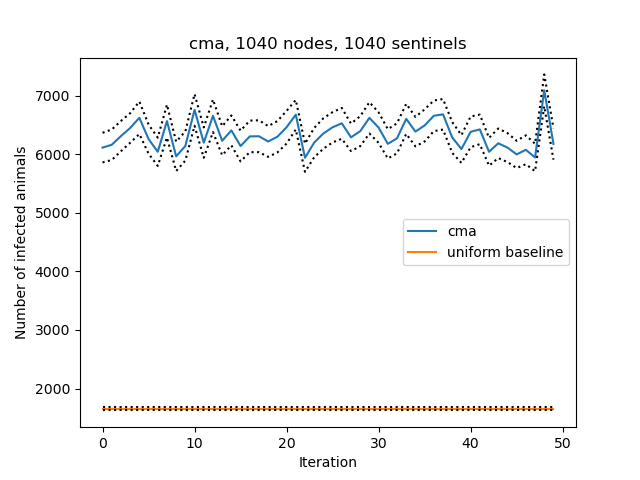 cma, 1040 nodes, 1040 sentinels
7000
6000
5000
4000
3000
2000
Number of infected animals
cma
uniform baseline
0 10 20 30 40 50
Iteration